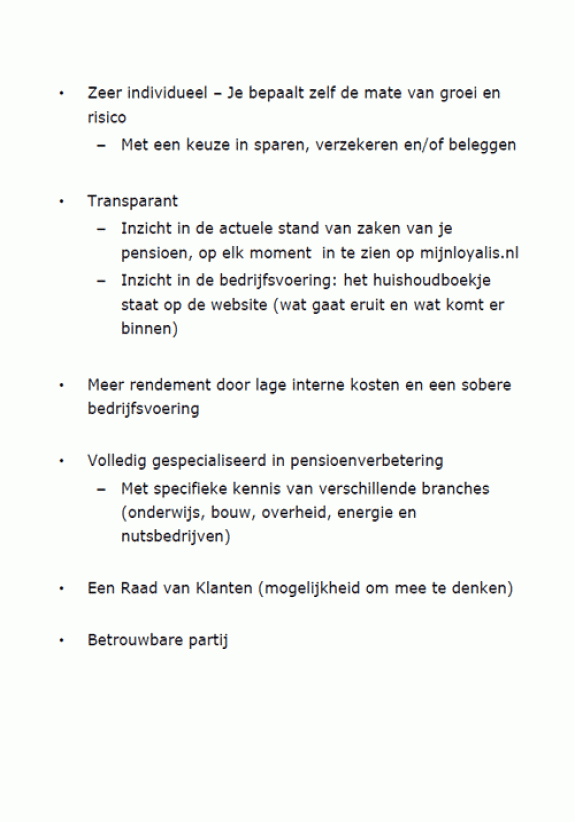 • Zeer individueel – Je bepaalt zelf de mate van groei en
risico
– Met een keuze in sparen, verzekeren en/of beleggen
• Transparant
– Inzicht in de actuele stand van zaken van je
pensioen, op elk moment  in te zien op mijnloyalis.nl
– Inzicht in de bedrijfsvoering: het huishoudboekje
staat op de website (wat gaat eruit en wat komt er
binnen)
• Meer rendement door lage interne kosten en een sobere
bedrijfsvoering
• Volledig gespecialiseerd in pensioenverbetering
– Met specifieke kennis van verschillende branches
(onderwijs, bouw, overheid, energie en
nutsbedrijven)
• Een Raad van Klanten (mogelijkheid om mee te denken)
• Betrouwbare partij